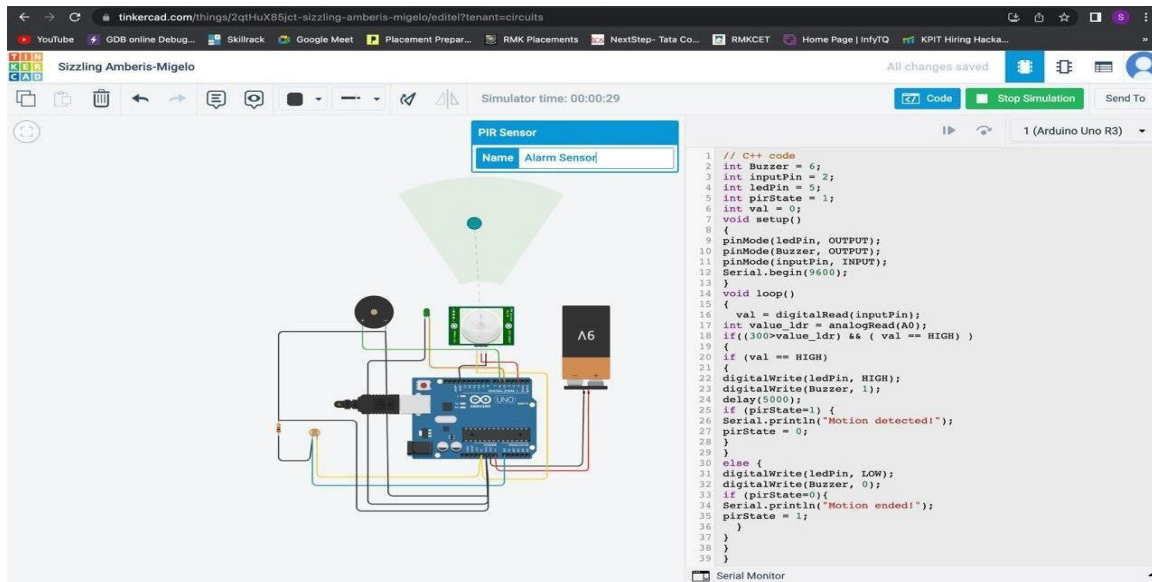 tinkercad.com/things/2qtHuX85jct-sizzling-amberis-migelo/editel?tenant=circuits
YouTube GDB online Debug... Skillrack Google Meet Placement Prepar... RMK Placements NextStep- Tata Co... RMKCET Home Page | InfyTQ KPIT Hiring Hacka... »
TIN KER CAD Sizzling Amberis-Migelo All changes saved
Simulator time: 00:00:29 Code Stop Simulation Send To
1 (Arduino Uno R3)
PIR Sensor
Name Alarm Sensor
9V
UNO
1 // C++ code
2 int Buzzer = 6;
3 int inputPin = 2;
4 int ledPin = 5;
5 int pirState = 1;
6 int val = 0;
7 void setup()
8 {
9 pinMode(ledPin, OUTPUT);
10 pinMode(Buzzer, OUTPUT);
11 pinMode(inputPin, INPUT);
12 Serial.begin(9600);
13 }
14 void loop()
15 {
16 val = digitalRead(inputPin);
17 int value_ldr = analogRead(A0);
18 if((300>value_ldr) && ( val == HIGH) )
19 {
20 if (val == HIGH)
21 {
22 digitalWrite(ledPin, HIGH);
23 digitalWrite(Buzzer, 1);
24 delay(5000);
25 if (pirState=1) {
26 Serial.println("Motion detected!");
27 pirState = 0;
28 }
29 }
30 else {
31 digitalWrite(ledPin, LOW);
32 digitalWrite(Buzzer, 0);
33 if (pirState=0){
34 Serial.println("Motion ended!");
35 pirState = 1;
36 }
37 }
38 }
39 }
Serial Monitor